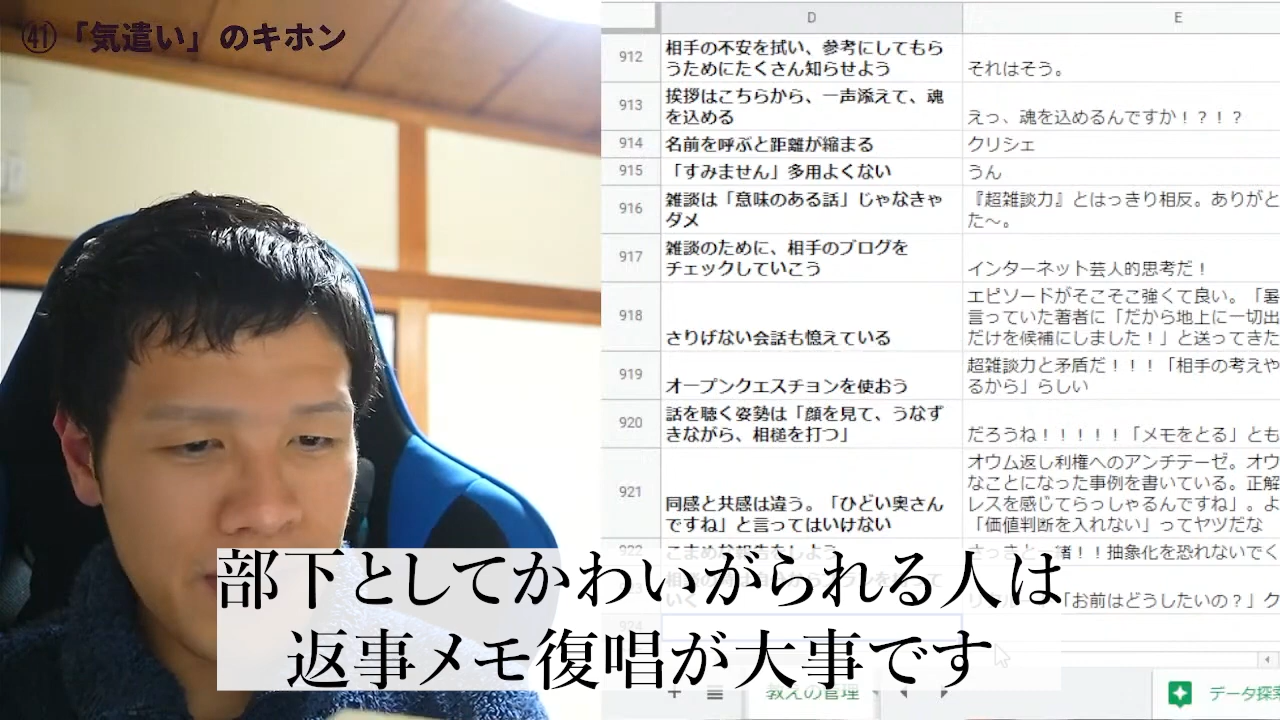 ㊶「気遣い」のキホン
D
E
912
相手の不安を拭い、参考にしてもら
うためにたくさん知らせよう
それはそう。
913
挨拶はこちらから、一声添えて、魂
を込める
えっ、魂を込めるんですか！？！？
914
名前を呼ぶと距離が縮まる
クリシェ
915
「すみません」多用よくない
うん
916
雑談は「意味のある話」じゃなきゃ
ダメ
『超雑談力』とはっきり相反。ありがと
た～。
917
雑談のために、相手のブログを
チェックしていこう
インターネット芸人的思考だ！
918
さりげない会話も憶えている
エピソードがそこそこ強くて良い。「暑
言っていた著者に「だから地上に一切出
だけを候補にしました！」と送ってきた
919
オープンクエスチョンを使おう
超雑談力と矛盾だ！！！「相手の考えや
るから」らしい
920
話を聴く姿勢は「顔を見て、うなず
きながら、相槌を打つ」
だろうね！！！！！「メモをとる」とも
921
同感と共感は違う。「ひどい奥さん
ですね」と言ってはいけない
オウム返し利権へのアンチテーゼ。オウ
なことになった事例を書いている。正解
レスを感じてらっしゃるんですね」。よ
「価値判断を入れない」ってヤツだな
922
こまめな報告をしよう
緒！！抽象化を恐れないでく
「お前はどうしたいの？」ク
924
部下としてかわいがられる人は
返事メモ復唱が大事です
教えの管理
データ探索